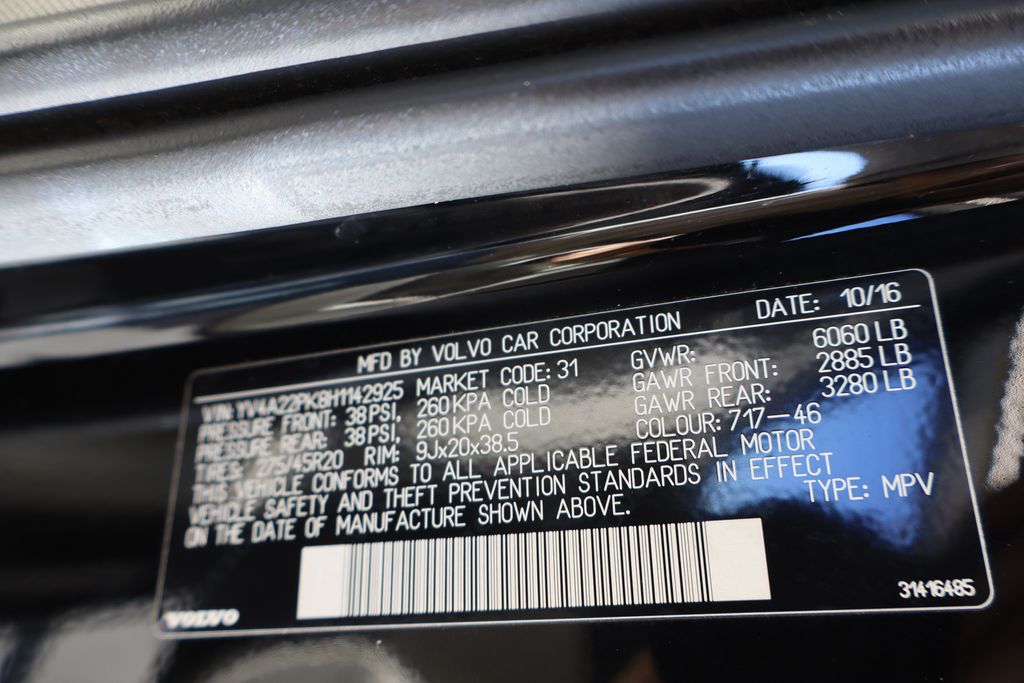 MFD BY VOLVO CAR CORPORATION DATE: 10/16
VIN: YV4A22PK8H1142925 MARKET CODE: 31 GVWR: 6060 LB
PRESSURE FRONT: 38 PSI, 260 KPA COLD GAWR FRONT: 2885 LB
PRESSURE REAR: 38 PSI, 260 KPA COLD GAWR REAR: 3280 LB
TIRES: 275/45R20 RIM: 9Jx20x38.5 COLOUR: 717-46
THIS VEHICLE CONFORMS TO ALL APPLICABLE FEDERAL MOTOR
VEHICLE SAFETY AND THEFT PREVENTION STANDARDS IN EFFECT
ON THE DATE OF MANUFACTURE SHOWN ABOVE. TYPE: MPV
VOLVO 31416485